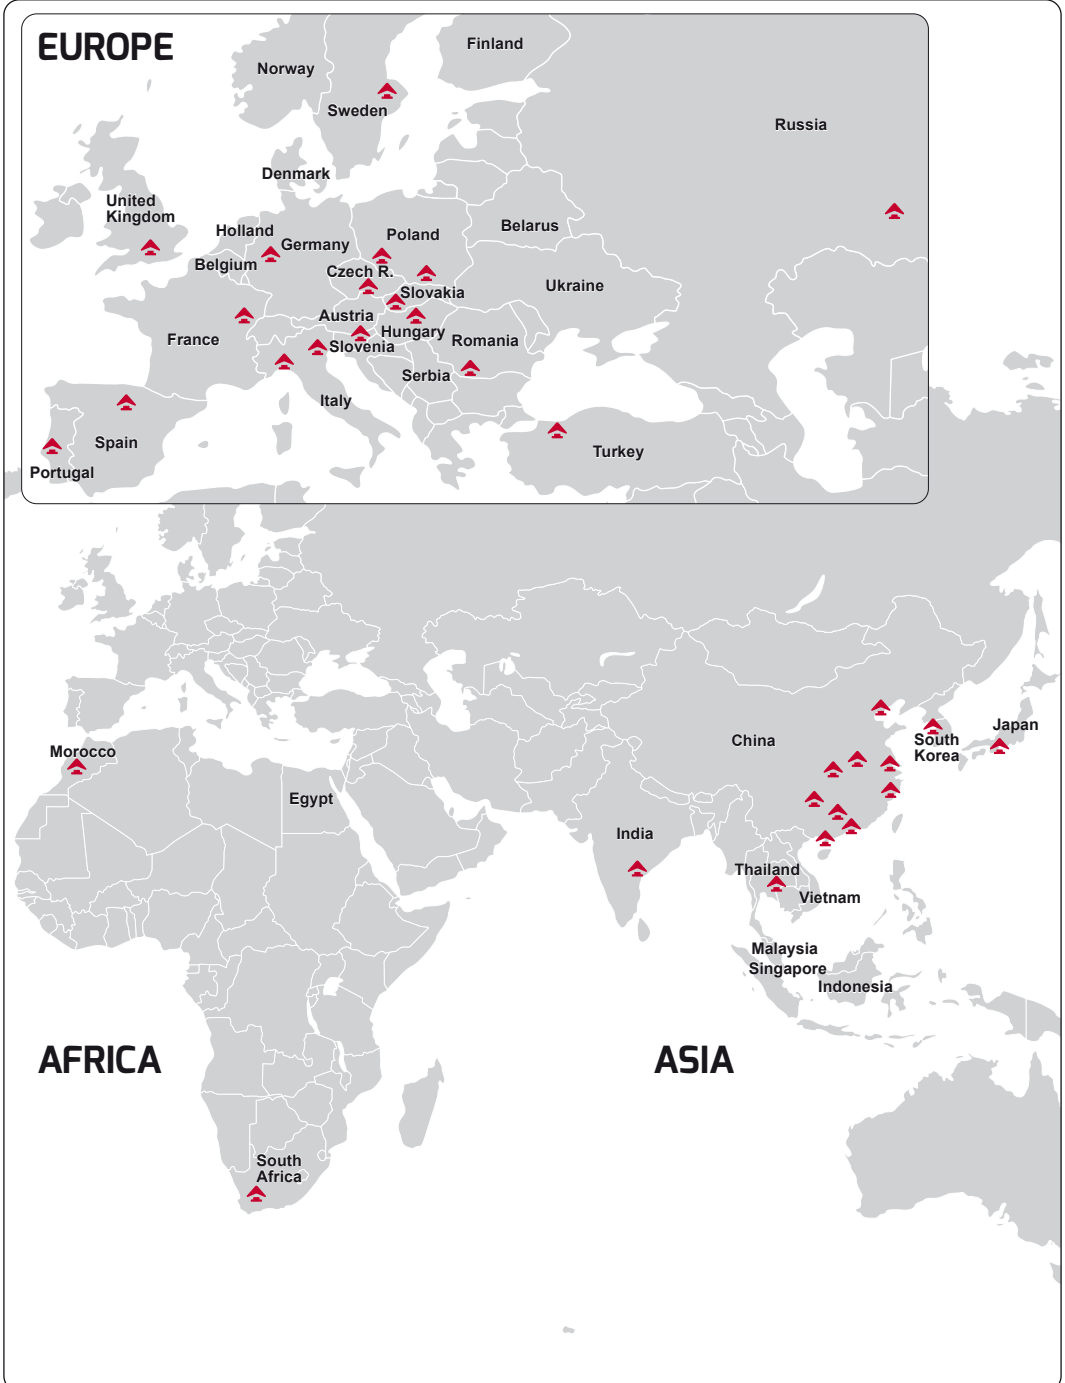 EUROPE
Finland
Norway
Sweden
Russia
Denmark
United
Kingdom
Holland
Belarus
Poland
Germany
Belgium
Czech R.
Ukraine
Slovakia
Austria
Hungary
France
Romania
Slovenia
Serbia
Italy
Spain
Turkey
Portugal
Japan
South
Korea
China
Morocco
Egypt
India
Thailand
Vietnam
Malaysia
Singapore
Indonesia
AFRICA
ASIA
South
Africa